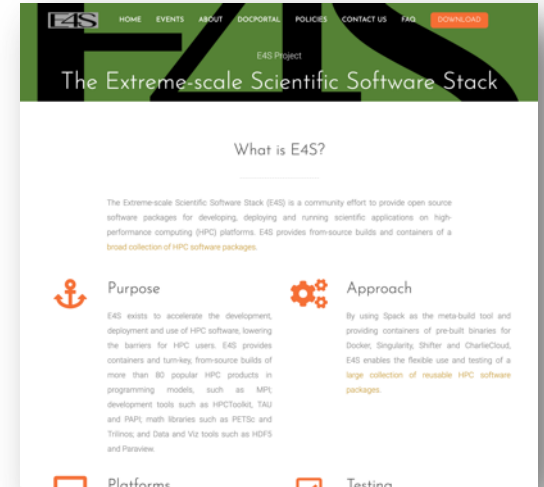 E4S HOME EVENTS ABOUT DOCPORTAL POLICIES CONTACT US FAQ DOWNLOAD
E4S Project
The Extreme-scale Scientific Software Stack
What is E4S?
The Extreme-scale Scientific Software Stack (E4S) is a community effort to provide open source
software packages for developing, deploying and running scientific applications on high-
performance computing (HPC) platforms. E4S provides from-source builds and containers of a
broad collection of HPC software packages.
Purpose
E4S exists to accelerate the development,
deployment and use of HPC software, lowering
the barriers for HPC users. E4S provides
containers and turn-key, from-source builds of
more than 80 popular HPC products in
programming models, such as MPI;
development tools such as HPCToolkit, TAU
and PAPI; math libraries such as PETSc and
Trilinos; and Data and Viz tools such as HDF5
and Paraview.
Approach
By using Spack as the meta-build tool and
providing containers of pre-built binaries for
Docker, Singularity, Shifter and CharlieCloud,
E4S enables the flexible use and testing of a
large collection of reusable HPC software
packages.
Platforms
Testing